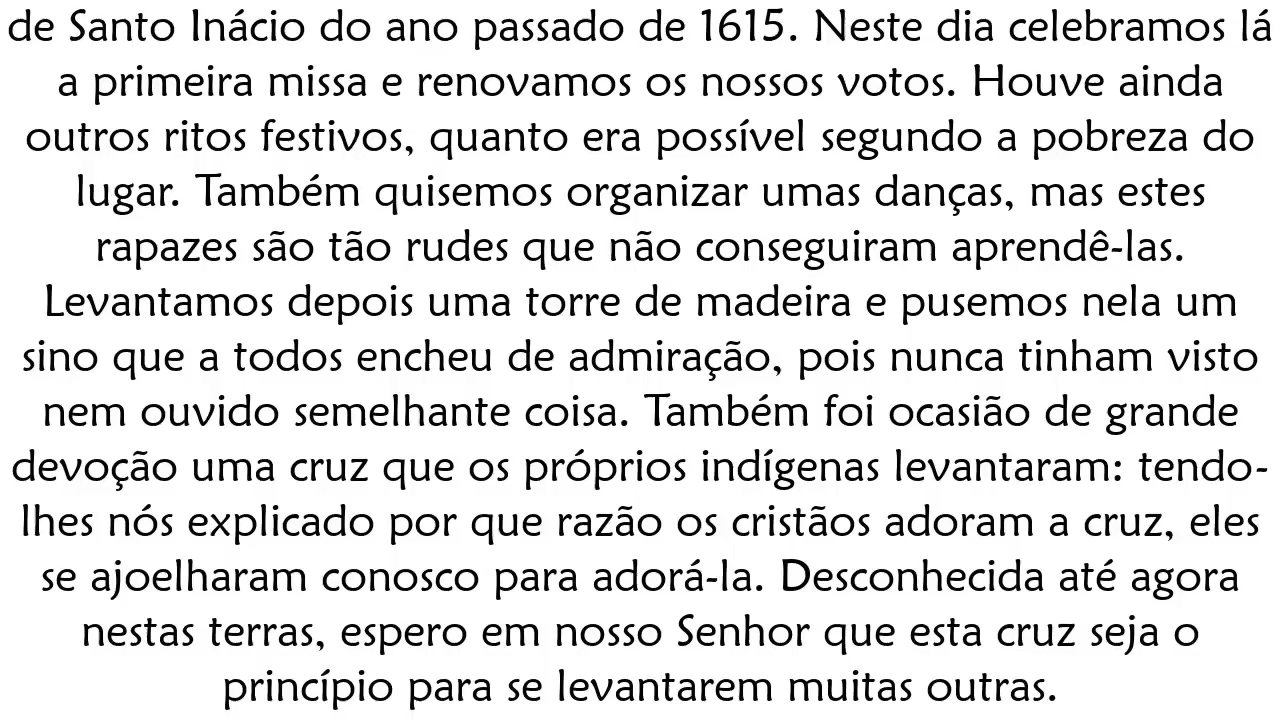 de Santo Inácio do ano passado de 1615. Neste dia celebramos lá
a primeira missa e renovamos os nossos votos. Houve ainda
outros ritos festivos, quanto era possível segundo a pobreza do
lugar. Também quisemos organizar umas danças, mas estes
rapazes são tão rudes que não conseguiram aprendê-las.
Levantamos depois uma torre de madeira e pusemos nela um
sino que a todos encheu de admiração, pois nunca tinham visto
nem ouvido semelhante coisa. Também foi ocasião de grande
devoção uma cruz que os próprios indígenas levantaram: tendo-
lhes nós explicado por que razão os cristãos adoram a cruz, eles
se ajoelharam conosco para adorá-la. Desconhecida até agora
nestas terras, espero em nosso Senhor que esta cruz seja o
princípio para se levantarem muitas outras.